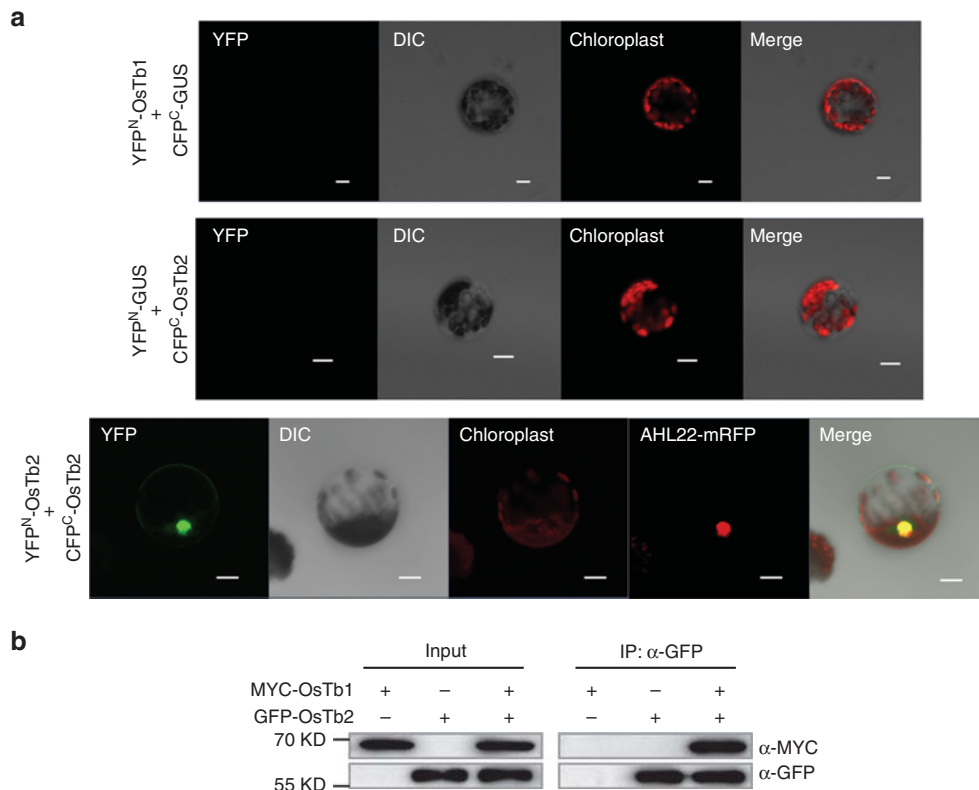 a
YFPᴺ-OsTb1
+
CFPᶜ-GUS
YFP DIC Chloroplast Merge
YFPᴺ-GUS
+
CFPᶜ-OsTb2
YFP DIC Chloroplast Merge
YFPᴺ-OsTb2
+
CFPᶜ-OsTb2
YFP DIC Chloroplast AHL22-mRFP Merge
b
Input IP: α-GFP
MYC-OsTb1 + – + + – +
GFP-OsTb2 – + + – + +
70 KD α-MYC
55 KD α-GFP